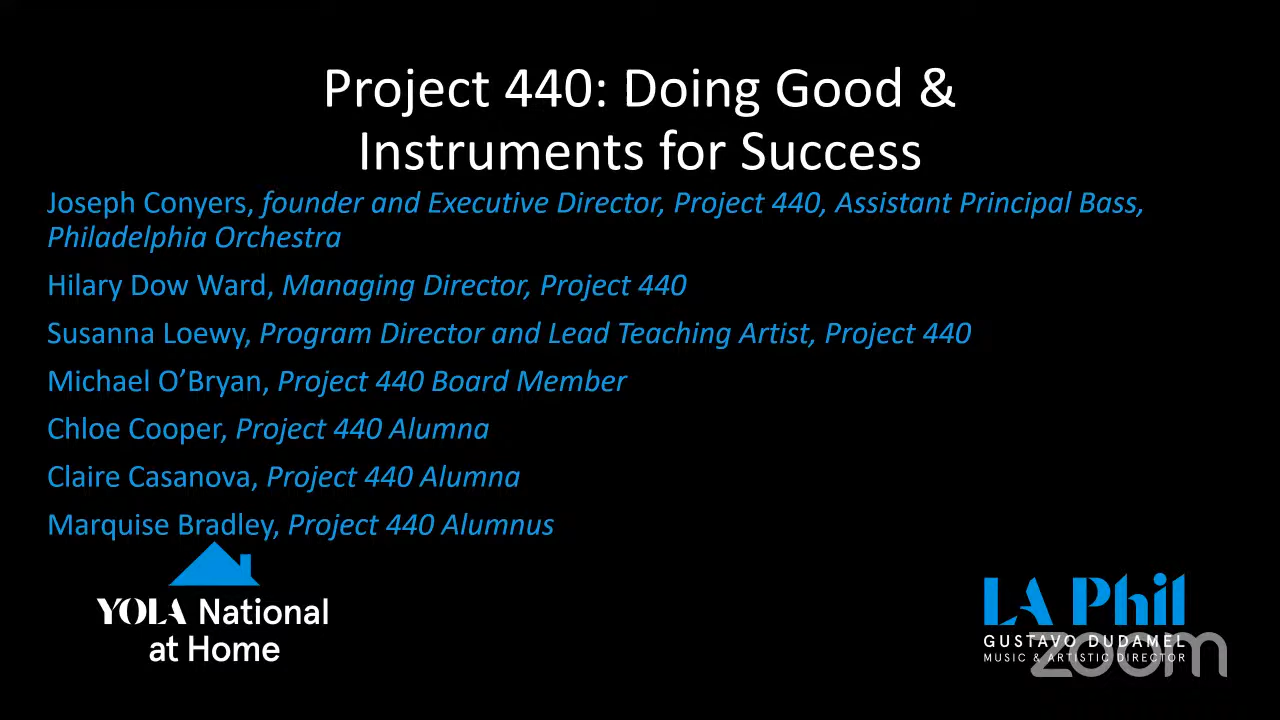 Project 440: Doing Good &
Instruments for Success
Joseph Conyers, founder and Executive Director, Project 440, Assistant Principal Bass,
Philadelphia Orchestra
Hilary Dow Ward, Managing Director, Project 440
Susanna Loewy, Program Director and Lead Teaching Artist, Project 440
Michael O’Bryan, Project 440 Board Member
Chloe Cooper, Project 440 Alumna
Claire Casanova, Project 440 Alumna
Marquise Bradley, Project 440 Alumnus
YOLA National
at Home
LA Phil
GUSTAVO DUDAMEL
MUSIC & ARTISTIC DIRECTOR
zoom